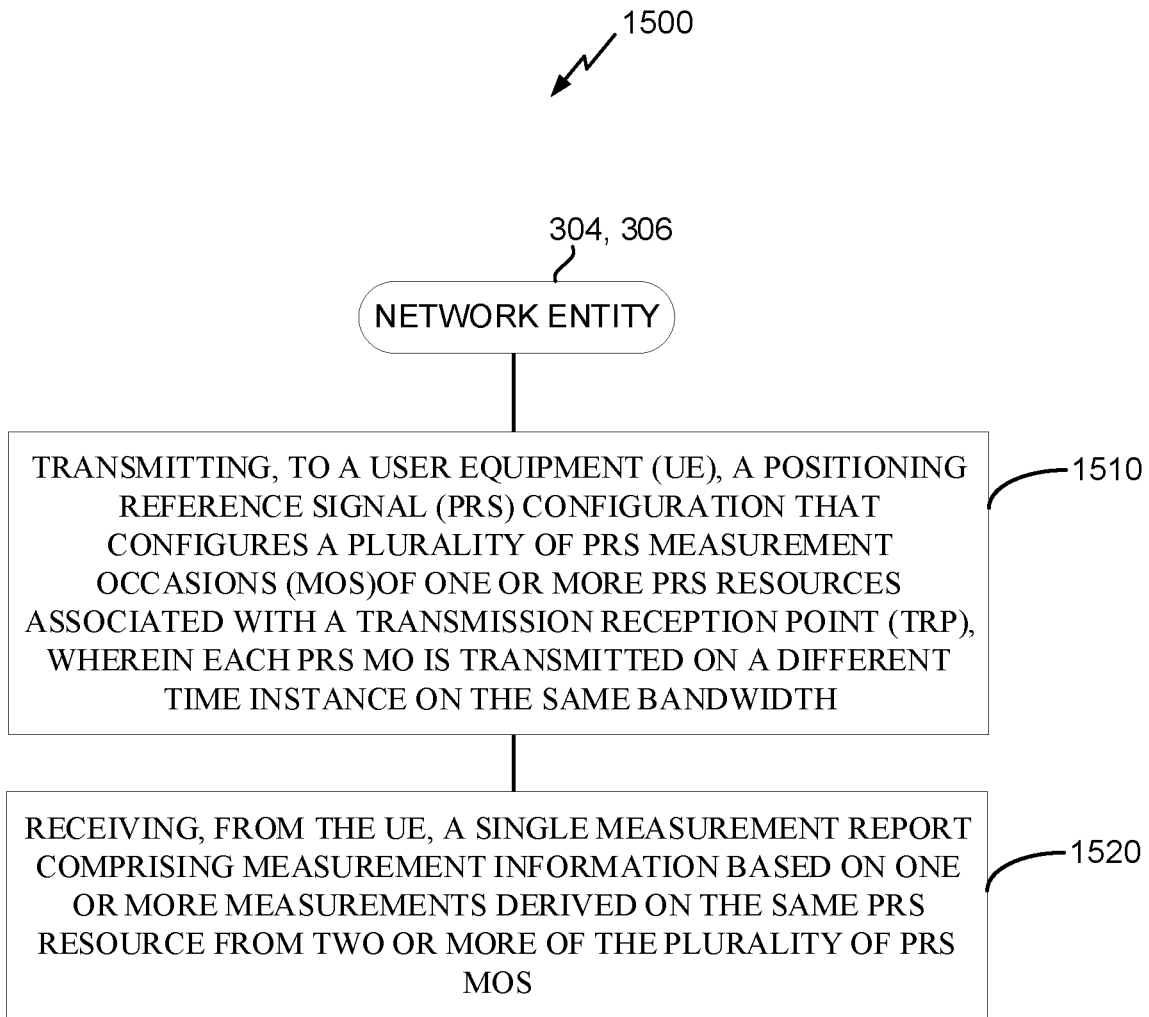 1500
304, 306
NETWORK ENTITY
TRANSMITTING, TO A USER EQUIPMENT (UE), A POSITIONING
REFERENCE SIGNAL (PRS) CONFIGURATION THAT
CONFIGURES A PLURALITY OF PRS MEASUREMENT
OCCASIONS (MOS)OF ONE OR MORE PRS RESOURCES
ASSOCIATED WITH A TRANSMISSION RECEPTION POINT (TRP),
WHEREIN EACH PRS MO IS TRANSMITTED ON A DIFFERENT
TIME INSTANCE ON THE SAME BANDWIDTH
1510
RECEIVING, FROM THE UE, A SINGLE MEASUREMENT REPORT
COMPRISING MEASUREMENT INFORMATION BASED ON ONE
OR MORE MEASUREMENTS DERIVED ON THE SAME PRS
RESOURCE FROM TWO OR MORE OF THE PLURALITY OF PRS
MOS
1520